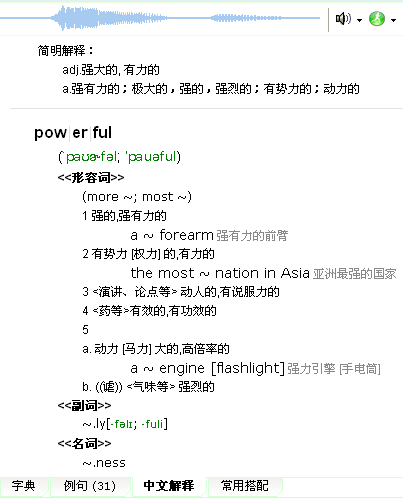 简明解释：
adj.强大的, 有力的
a.强有力的；极大的，强的，强烈的；有势力的；动力的
pow er ful
(ˋpaʊɚfəl; ˈpauəful)
<<形容词>>
(more ~; most ~)
1 强的,强有力的
a ~ forearm 强有力的前臂
2 有势力 [权力] 的,有力的
the most ~ nation in Asia 亚洲最强的国家
3 <演讲、论点等> 动人的,有说服力的
4 <药等>有效的,有功效的
5
a. 动力 [马力] 大的,高倍率的
a ~ engine [flashlight] 强力引擎 [手电筒]
b. ((谑)) <气味等> 强烈的
<<副词>>
~.ly[-fəlɪ; -fuli]
<<名词>>
~.ness
字典 例句 (31) 中文解释 常用搭配